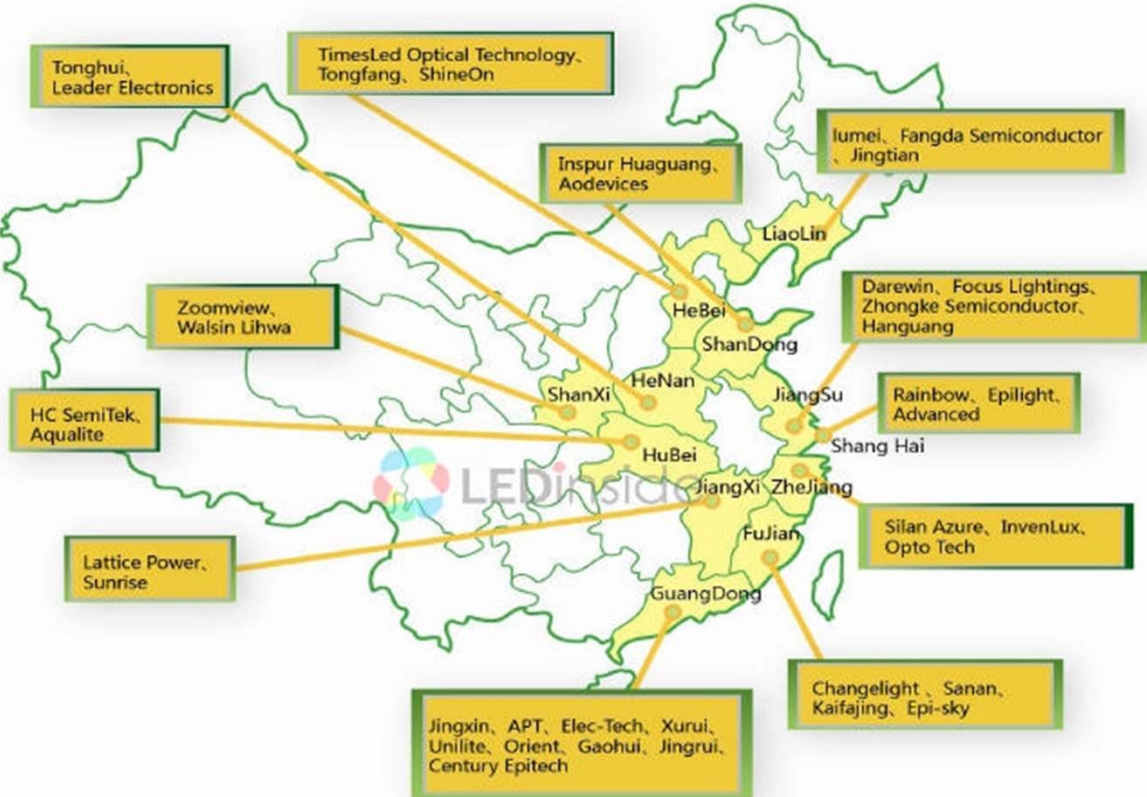 Tonghui、
Leader Electronics
TimesLed Optical Technology、
Tongfang、ShineOn
Inspur Huaguang、
Aodevices
lumei、Fangda Semiconductor
、Jingtian
LiaoLin
Darewin、Focus Lightings、
Zhongke Semiconductor、
Hanguang
HeBei
ShanDong
Zoomview、
Walsin Lihwa
HeNan
ShanXi
JiangSu
Rainbow、Epilight、
Advanced
HC SemiTek、
Aqualite
Shang Hai
HuBei
LEDinside
JiangXi
ZheJiang
Silan Azure、InvenLux、
Opto Tech
FuJian
Lattice Power、
Sunrise
GuangDong
Changelight 、Sanan、
Kaifajing、Epi-sky
Jingxin、APT、Elec-Tech、Xurui、
Unilite、Orient、Gaohui、Jingrui、
Century Epitech